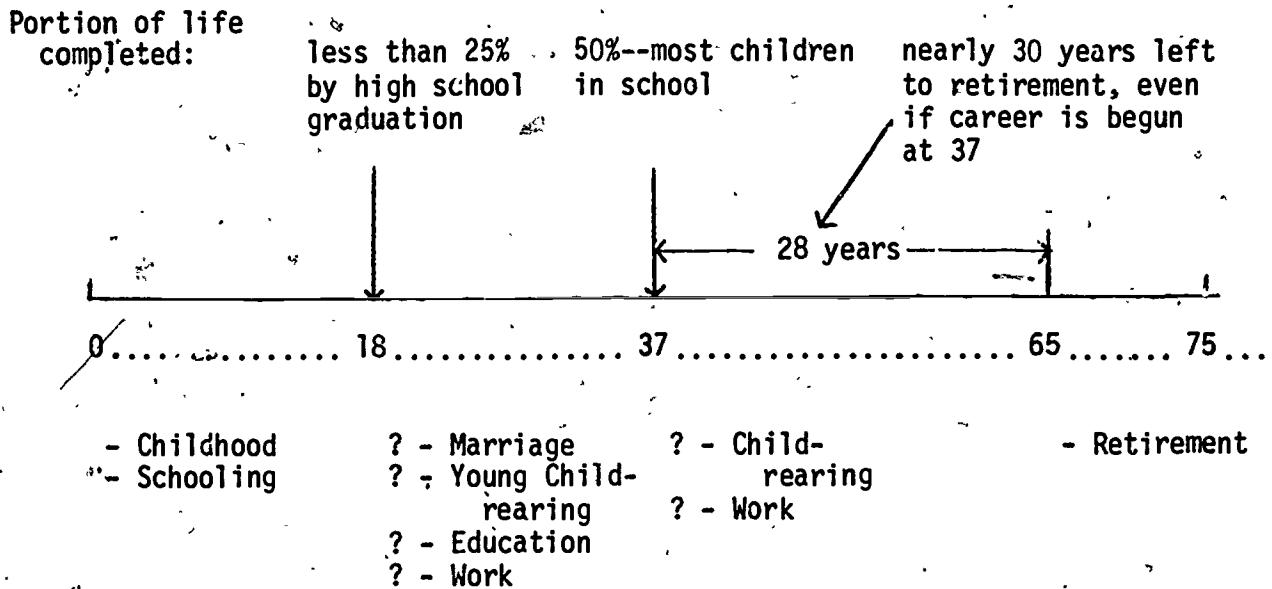 Portion of life
completed:
less than 25%
by high school
graduation
50%--most children
in school
nearly 30 years left
to retirement, even
if career is begun
at 37
28 years
0.................. 18.................. 37......................... 65........ 75...
- Childhood
- Schooling
? - Marriage
? - Young Child-
rearing
? - Education
? - Work
? - Child-
rearing
? - Work
- Retirement